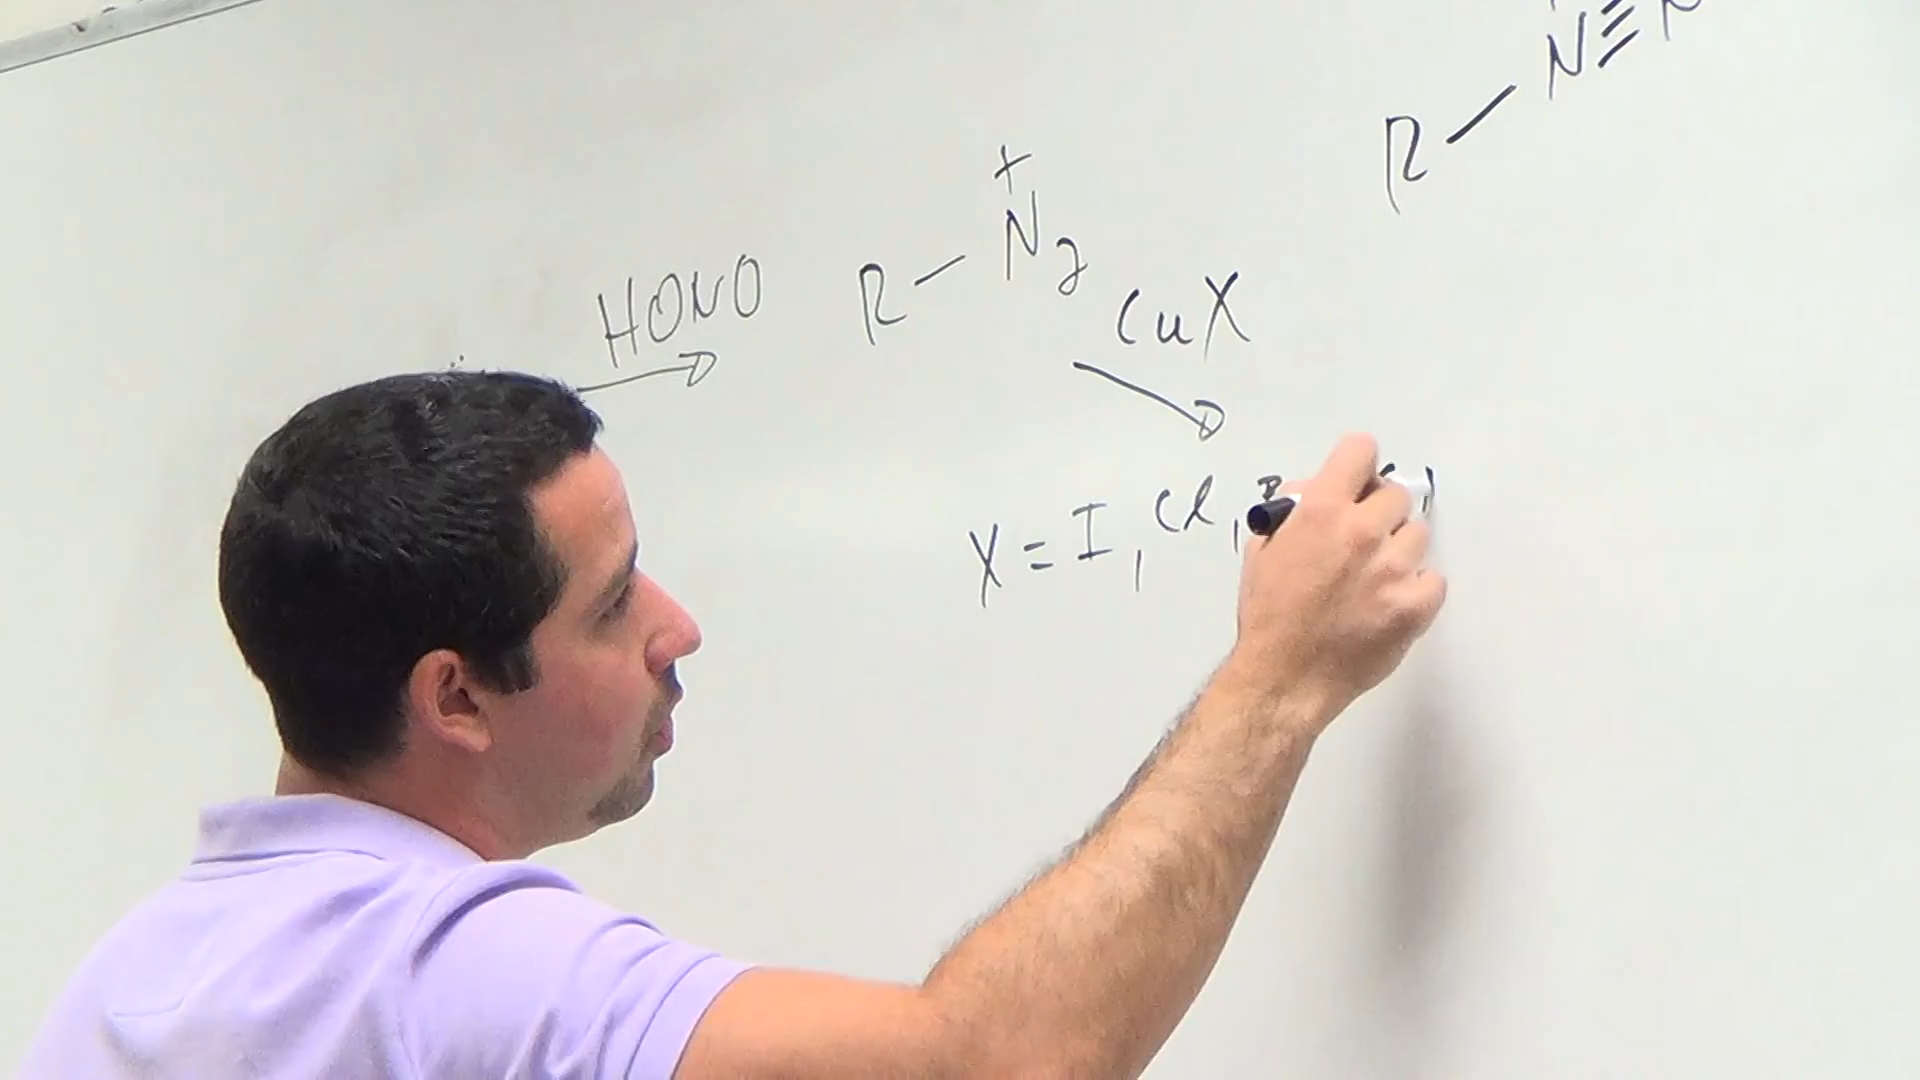 R—N≡N
+
HONO R—N2 CuX
X = I, Cl,